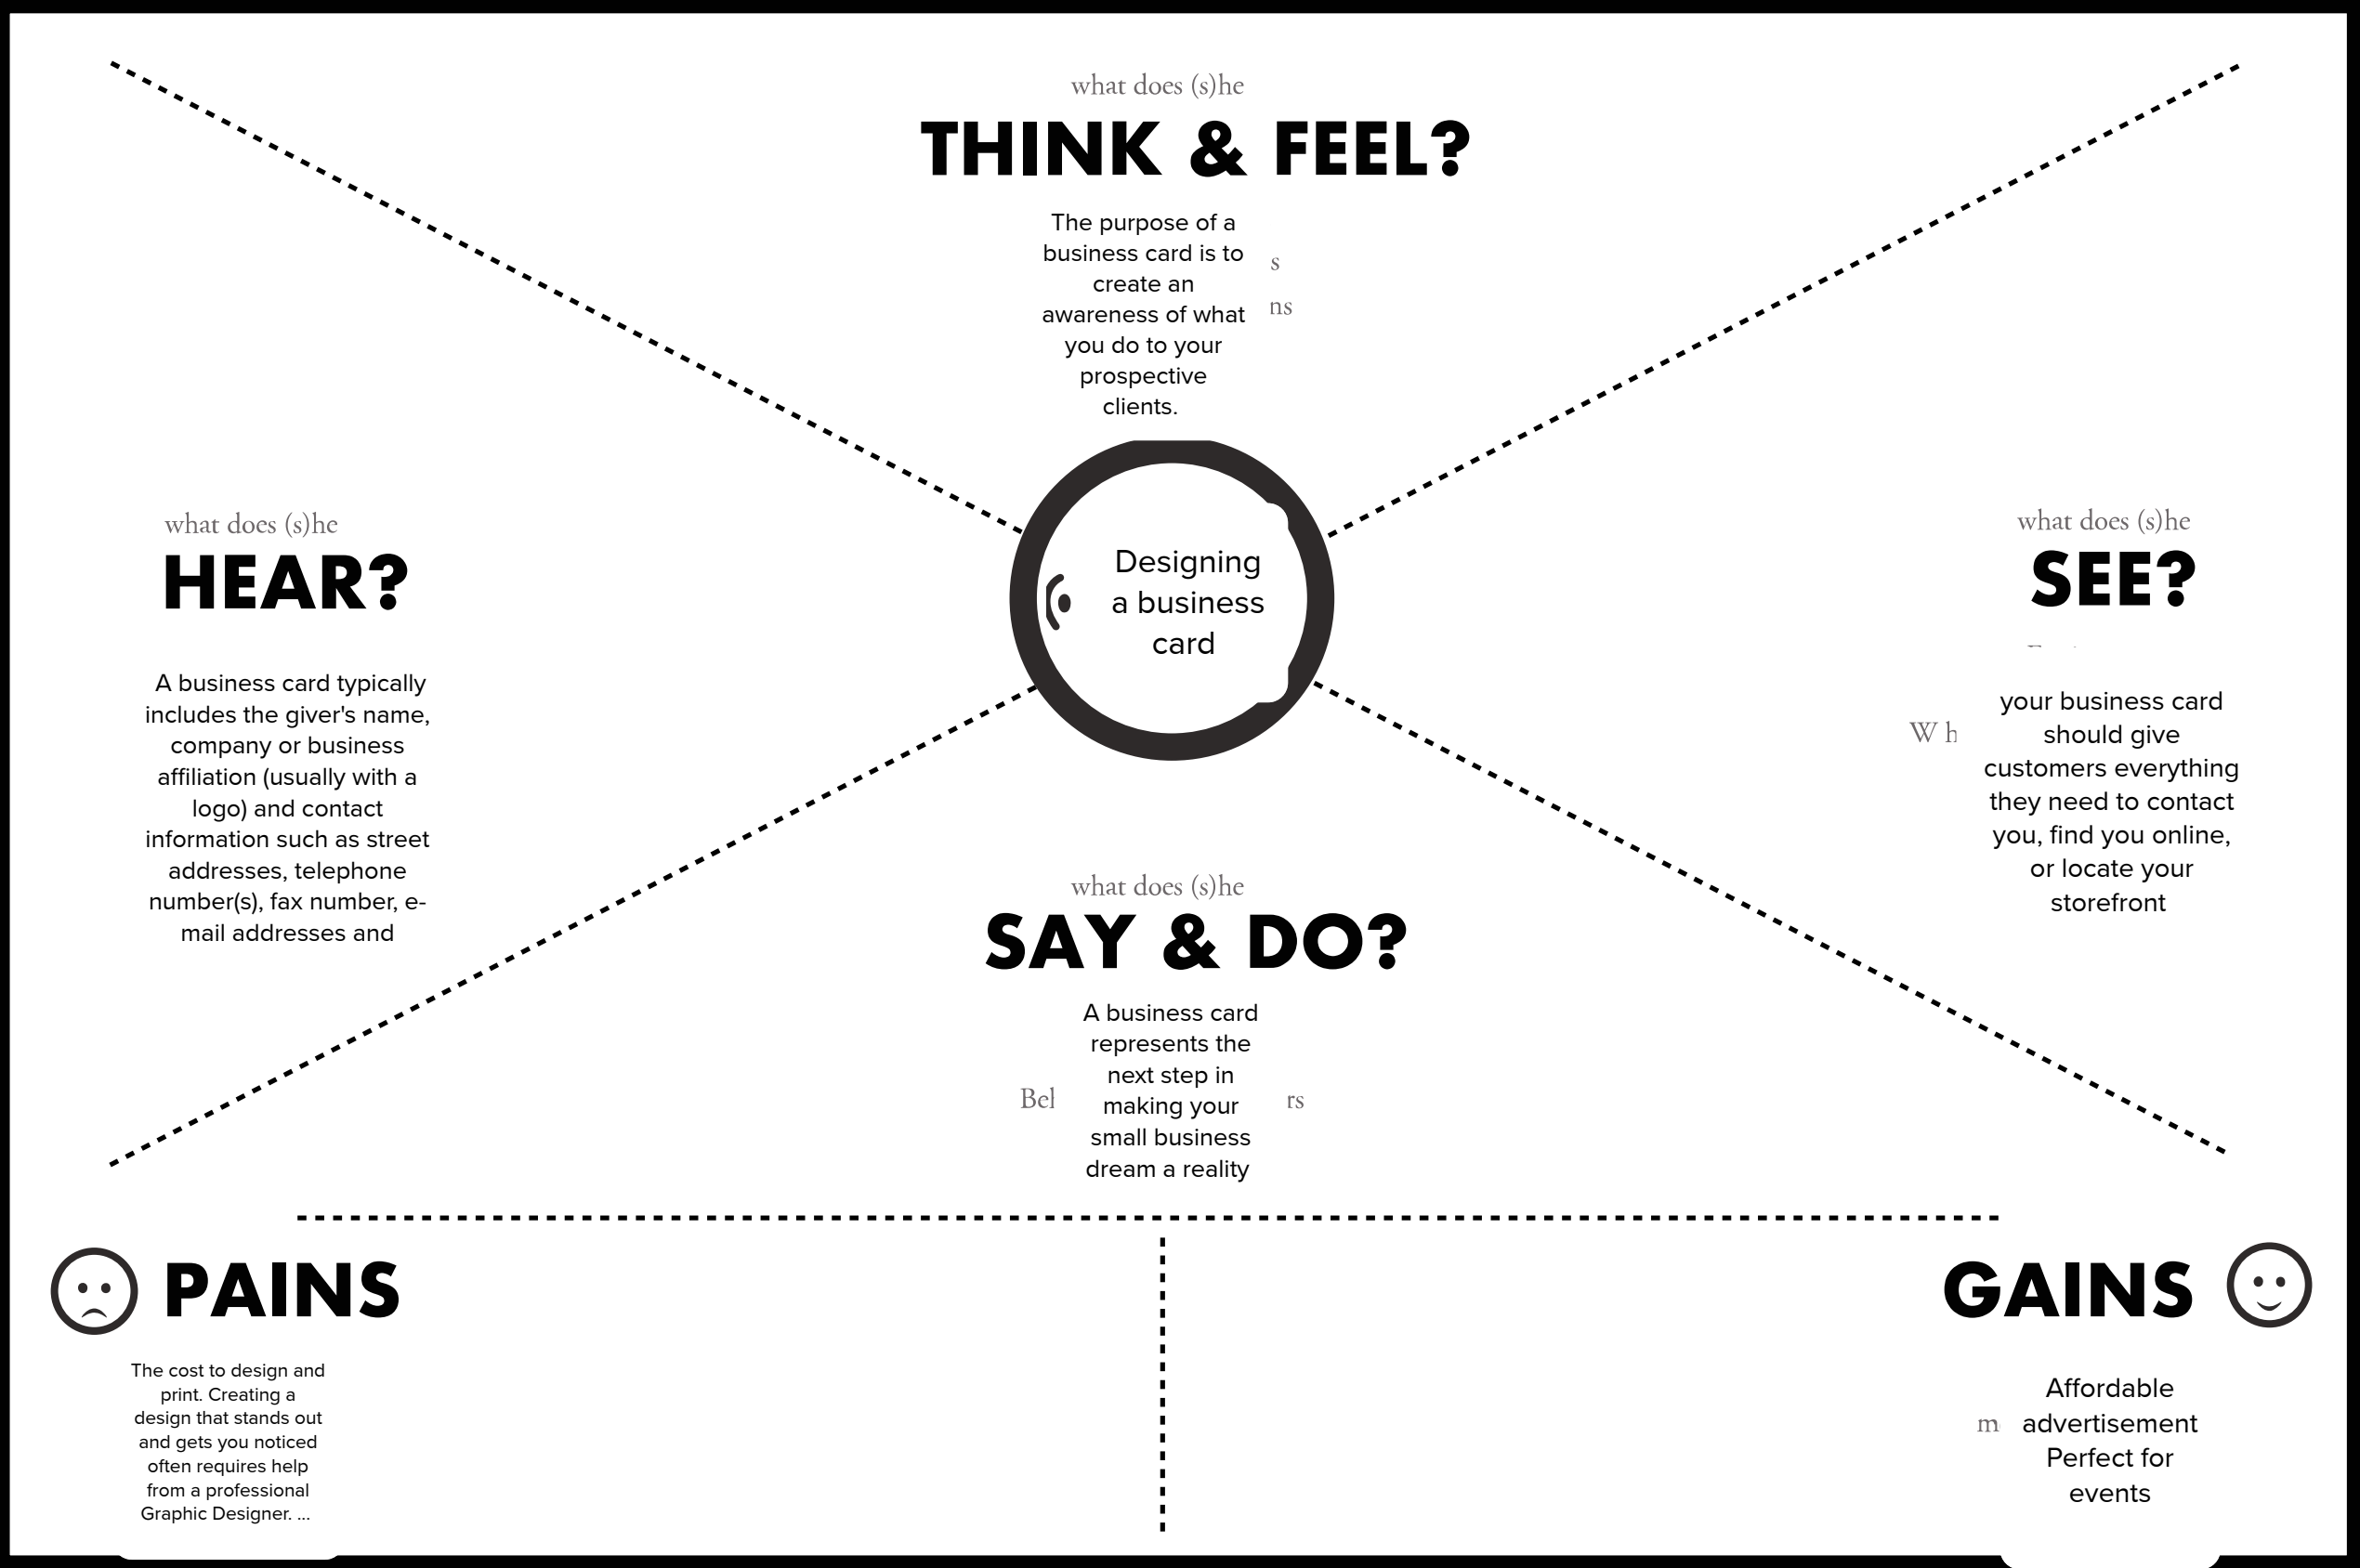 what does (s)he
THINK & FEEL?
The purpose of a
business card is to
create an
awareness of what
you do to your
prospective
clients.
s
ns
what does (s)he
HEAR?
A business card typically
includes the giver's name,
company or business
affiliation (usually with a
logo) and contact
information such as street
addresses, telephone
number(s), fax number, e-
mail addresses and
Designing
a business
card
what does (s)he
SEE?
W
your business card
should give
customers everything
they need to contact
you, find you online,
or locate your
storefront
what does (s)he
SAY & DO?
A business card
represents the
next step in
making your
small business
dream a reality
rs
PAINS
The cost to design and
print. Creating a
design that stands out
and gets you noticed
often requires help
from a professional
Graphic Designer. ...
GAINS
Affordable
m advertisement
Perfect for
events